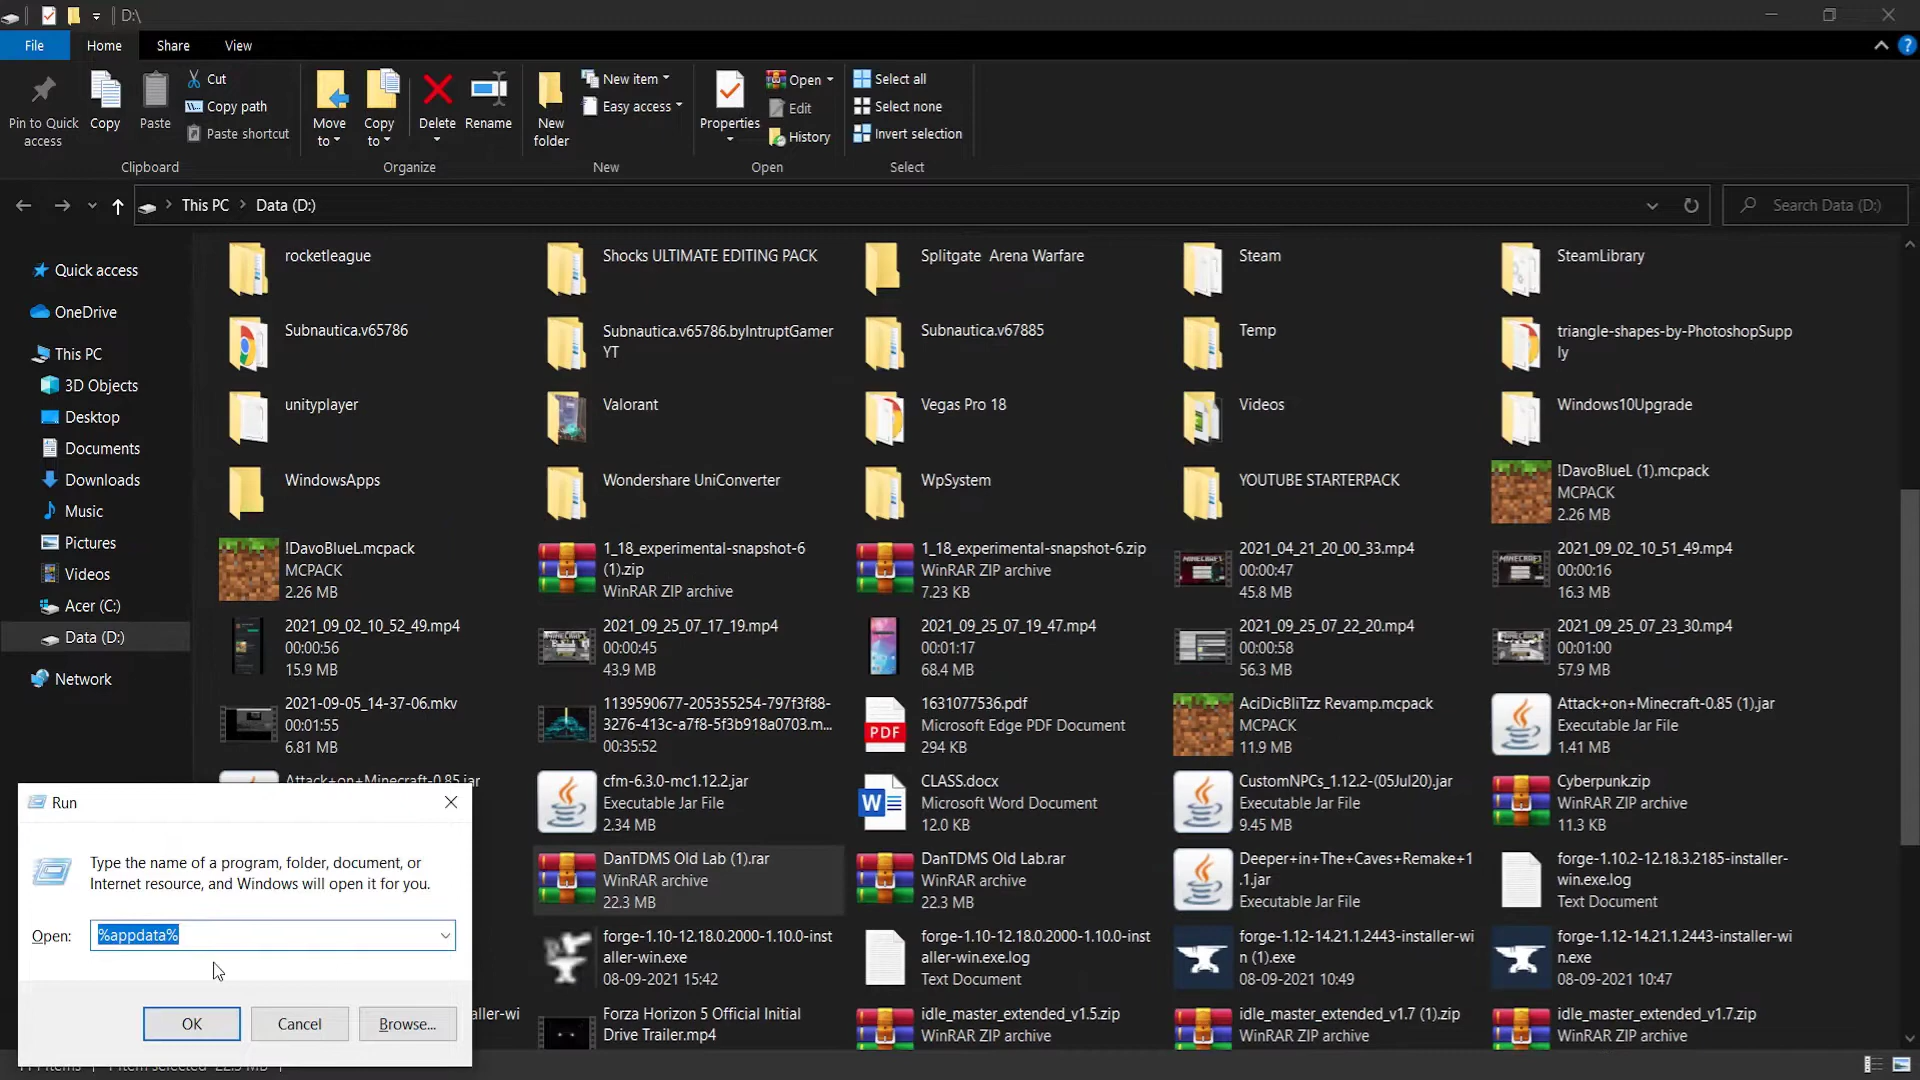 D:\
File
Home
Share
View
Pin to Quick
access
Copy
Paste
Cut
Copy path
Paste shortcut
Clipboard
Move
to
Copy
to
Delete
Rename
Organize
New
folder
New item
Easy access
New
Properties
Open
Edit
History
Open
Select all
Select none
Invert selection
Select
This PC
Data (D:)
Search Data (D:)
Quick access
OneDrive
This PC
3D Objects
Desktop
Documents
Downloads
Music
Pictures
Videos
Acer (C:)
Data (D:)
Network
rocketleague
Shocks ULTIMATE EDITING PACK
Splitgate Arena Warfare
Steam
SteamLibrary
Subnautica.v65786
Subnautica.v65786.byIntruptGamer
YT
Subnautica.v67885
Temp
triangle-shapes-by-PhotoshopSupp
ly
unityplayer
Valorant
Vegas Pro 18
Videos
Windows10Upgrade
WindowsApps
Wondershare UniConverter
WpSystem
YOUTUBE STARTERPACK
!DavoBlueL (1).mcpack
MCPACK
2.26 MB
!DavoBlueL.mcpack
MCPACK
2.26 MB
1_18_experimental-snapshot-6
(1).zip
WinRAR ZIP archive
1_18_experimental-snapshot-6.zip
WinRAR ZIP archive
7.23 KB
2021_04_21_20_00_33.mp4
00:00:47
45.8 MB
2021_09_02_10_51_49.mp4
00:00:16
16.3 MB
2021_09_02_10_52_49.mp4
00:00:56
15.9 MB
2021_09_25_07_17_19.mp4
00:00:45
43.9 MB
2021_09_25_07_19_47.mp4
00:01:17
68.4 MB
2021_09_25_07_22_20.mp4
00:00:58
56.3 MB
2021_09_25_07_23_30.mp4
00:01:00
57.9 MB
2021-09-05_14-37-06.mkv
00:01:55
6.81 MB
1139590677-205355254-797f3f88-
3276-413c-a7f8-5f3b918a0703.m...
00:35:52
PDF
1631077536.pdf
Microsoft Edge PDF Document
294 KB
AciDicBliTzz Revamp.mcpack
MCPACK
11.9 MB
Attack+on+Minecraft-0.85 (1).jar
Executable Jar File
1.41 MB
Attack+on+Minecraft-0.85.jar
cfm-6.3.0-mc1.12.2.jar
Executable Jar File
2.34 MB
W
CLASS.docx
Microsoft Word Document
12.0 KB
CustomNPCs_1.12.2-(05Jul20).jar
Executable Jar File
9.45 MB
Cyberpunk.zip
WinRAR ZIP archive
11.3 KB
DanTDMS Old Lab (1).rar
WinRAR archive
22.3 MB
DanTDMS Old Lab.rar
WinRAR archive
22.3 MB
Deeper+in+The+Caves+Remake+1
.1.jar
Executable Jar File
forge-1.10.2-12.18.3.2185-installer-
win.exe.log
Text Document
forge-1.10-12.18.0.2000-1.10.0-inst
aller-win.exe
08-09-2021 15:42
forge-1.10-12.18.0.2000-1.10.0-inst
aller-win.exe.log
Text Document
forge-1.12-14.21.1.2443-installer-wi
n (1).exe
08-09-2021 10:49
forge-1.12-14.21.1.2443-installer-wi
n.exe
08-09-2021 10:47
aller-wi
Forza Horizon 5 Official Initial
Drive Trailer.mp4
idle_master_extended_v1.5.zip
WinRAR ZIP archive
idle_master_extended_v1.7 (1).zip
WinRAR ZIP archive
idle_master_extended_v1.7.zip
WinRAR ZIP archive
Run
Type the name of a program, folder, document, or
Internet resource, and Windows will open it for you.
Open:
%appdata%
OK
Cancel
Browse...